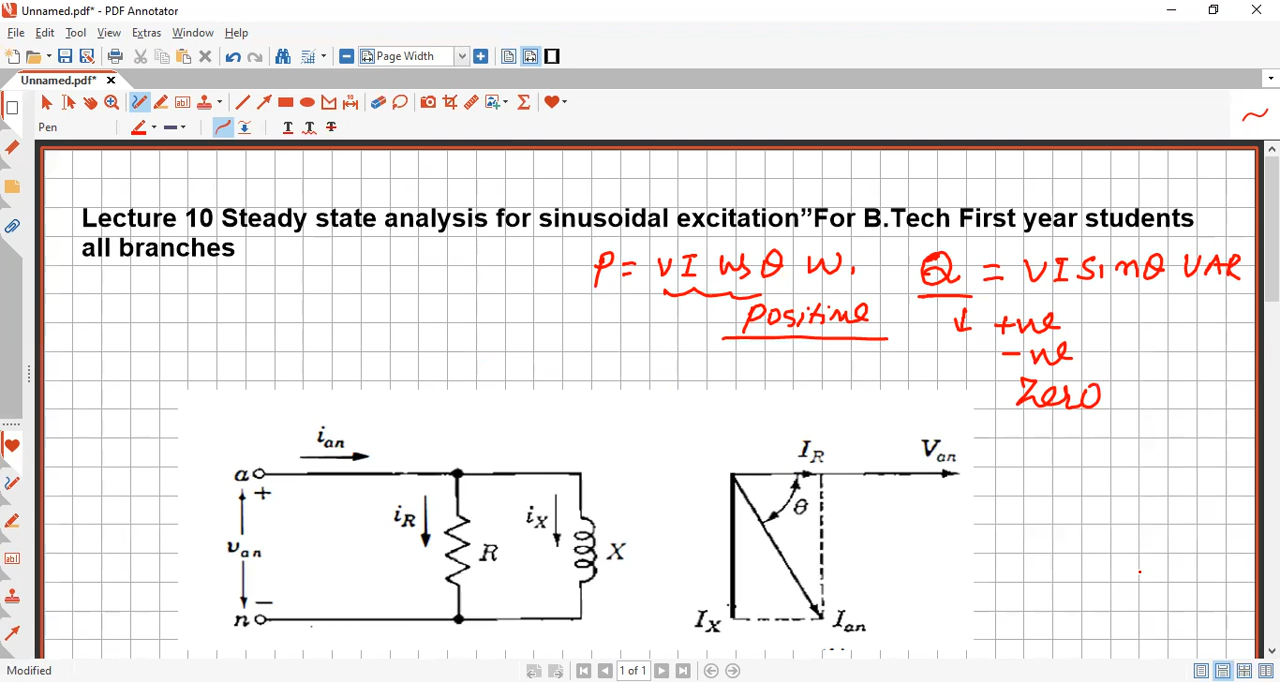 Unnamed.pdf* - PDF Annotator
File Edit Tool View Extras Window Help
Page Width
Unnamed.pdf*
Pen
Lecture 10 Steady state analysis for sinusoidal excitation”For B.Tech First year students
all branches
P = VI cosθ W. Q = VI Sinθ VAR
positive ↓ +ve
-ve
Zero
i_an
a
+
i_R
i_X
v_an
R
X
n
−
I_R
V_an
θ
I_X
I_an
Modified
1 of 1